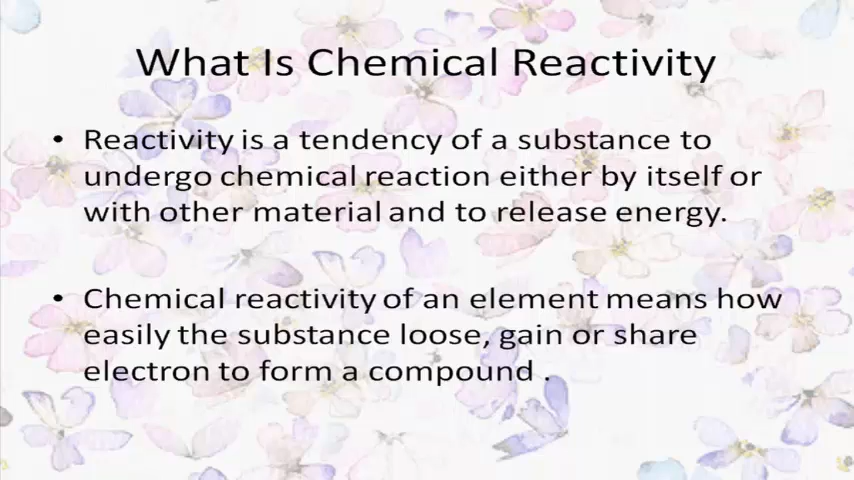 What Is Chemical Reactivity
• Reactivity is a tendency of a substance to
undergo chemical reaction either by itself or
with other material and to release energy.
• Chemical reactivity of an element means how
easily the substance loose, gain or share
electron to form a compound .